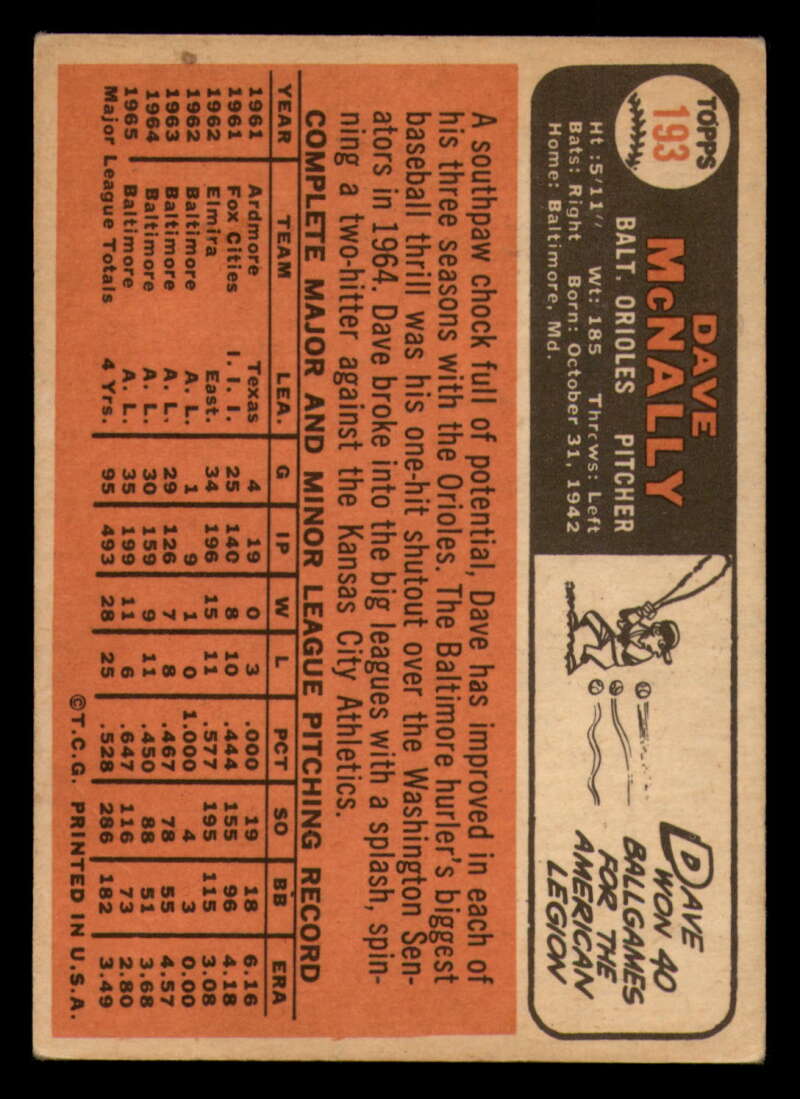 TOPPS
193
DAVE
McNALLY
BALT. ORIOLES PITCHER
Ht: 5'11" Wt: 185 Throws: Left
Bats: Right Born: October 31, 1942
Home: Baltimore, Md.
DAVE
WON 40
BALLGAMES
FOR THE
AMERICAN
LEGION
A southpaw chock full of potential, Dave has improved in each of
his three seasons with the Orioles. The Baltimore hurler's biggest
baseball thrill was his one-hit shutout over the Washington Sen-
ators in 1964. Dave broke into the big leagues with a splash, spin-
ning a two-hitter against the Kansas City Athletics.
COMPLETE MAJOR AND MINOR LEAGUE PITCHING RECORD
YEAR TEAM LEA. G IP W L PCT SO BB ERA
1961 Ardmore Texas 4 19 0 3 .000 19 18 6.16
1961 Fox Cities I. I. I. 25 140 8 10 .444 155 96 4.18
1962 Elmira East. 34 196 15 11 .577 195 115 3.08
1962 Baltimore A. L. 1 9 1 0 1.000 4 3 0.00
1963 Baltimore A. L. 29 126 7 8 .467 78 55 4.57
1964 Baltimore A. L. 30 159 9 11 .450 88 51 3.68
1965 Baltimore A. L. 35 199 11 6 .647 116 73 2.80
Major League Totals 4 Yrs. 95 493 28 25 .528 286 182 3.49
©T.C.G. PRINTED IN U.S.A.